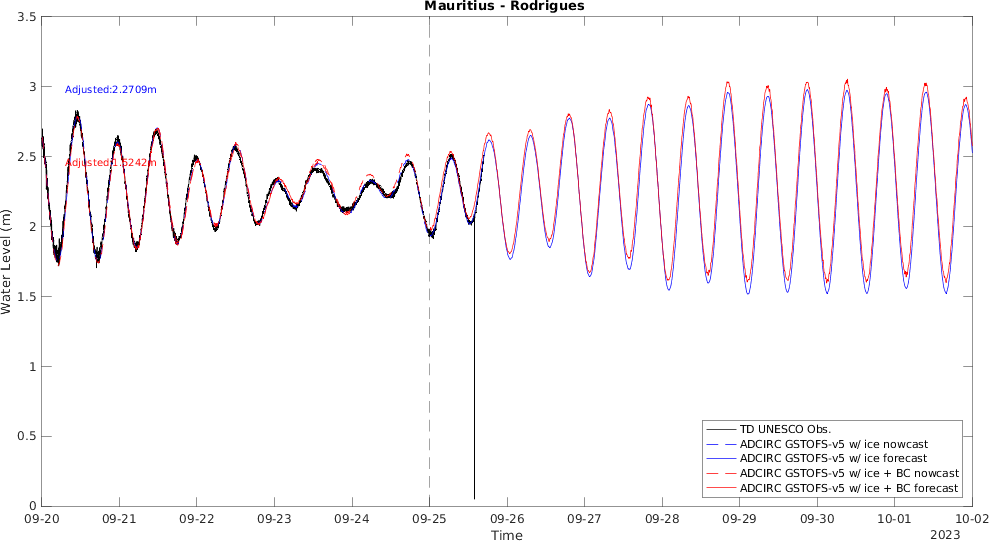 Mauritius - Rodrigues
3.5
3
2.5
2
1.5
1
0.5
0
Water Level (m)
Adjusted:2.2709m
Adjusted:1.5242m
TD UNESCO Obs.
ADCIRC GSTOFS-v5 w/ ice nowcast
ADCIRC GSTOFS-v5 w/ ice forecast
ADCIRC GSTOFS-v5 w/ ice + BC nowcast
ADCIRC GSTOFS-v5 w/ ice + BC forecast
09-20 09-21 09-22 09-23 09-24 09-25 09-26 09-27 09-28 09-29 09-30 10-01 10-02
Time
2023